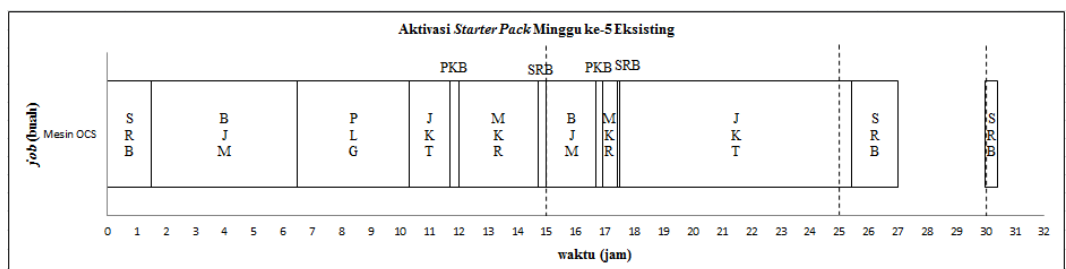 Aktivasi Starter Pack Minggu ke-5 Eksisting
PKB SRB PKB SRB
job (buah)
Mesin OCS
S R B
B J M
P L G
J K T
M K R
B J M
M K R
J K T
S R B
S R B
0 1 2 3 4 5 6 7 8 9 10 11 12 13 14 15 16 17 18 19 20 21 22 23 24 25 26 27 28 29 30 31 32
waktu (jam)